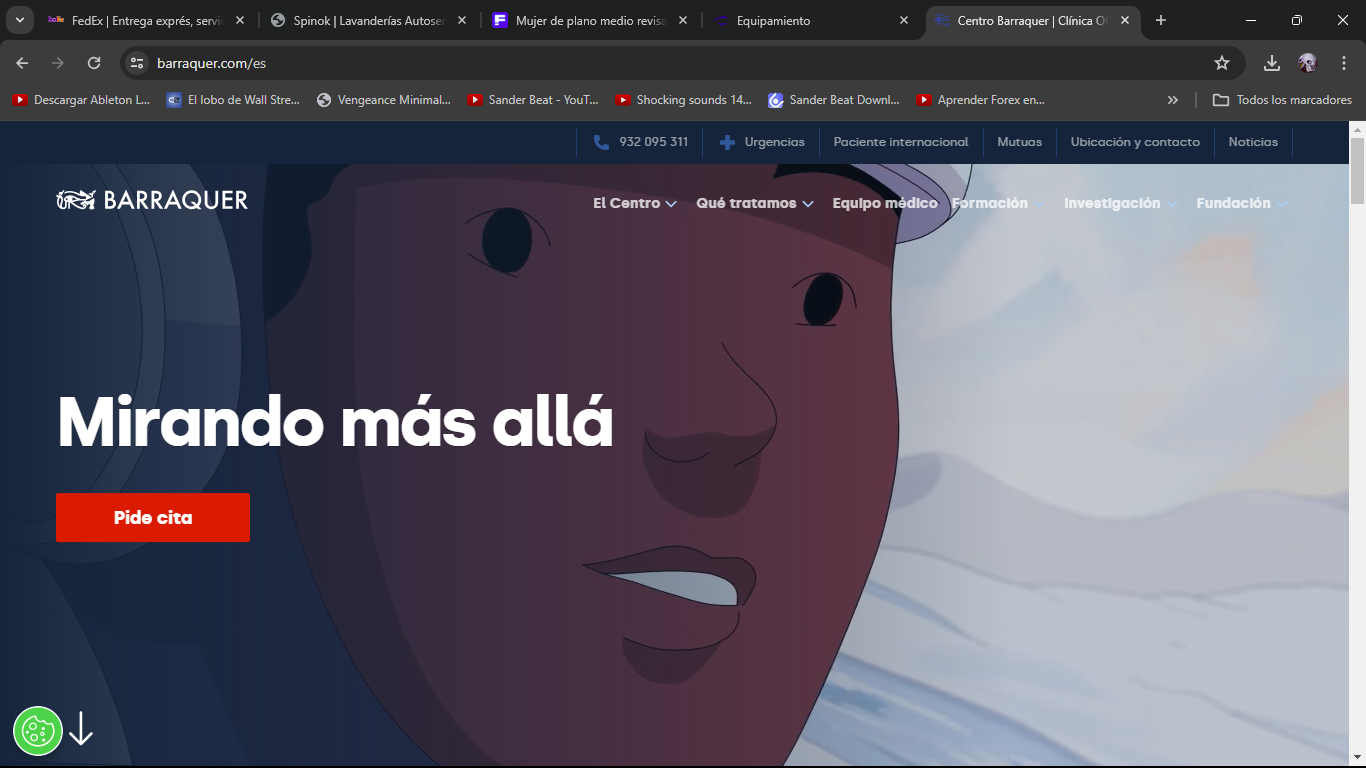 FedEx | Entrega exprés, servi
Spinok | Lavanderías Autoser
Mujer de plano medio revisa
Equipamiento
Centro Barraquer | Clínica Of
barraquer.com/es
Descargar Ableton L...
El lobo de Wall Stre...
Vengeance Minimal...
Sander Beat - YouT...
Shocking sounds 14...
Sander Beat Downl...
Aprender Forex en...
Todos los marcadores
932 095 311
Urgencias
Paciente internacional
Mutuas
Ubicación y contacto
Noticias
BARRAQUER
El Centro
Qué tratamos
Equipo médico
Formación
Investigación
Fundación
Mirando más allá
Pide cita